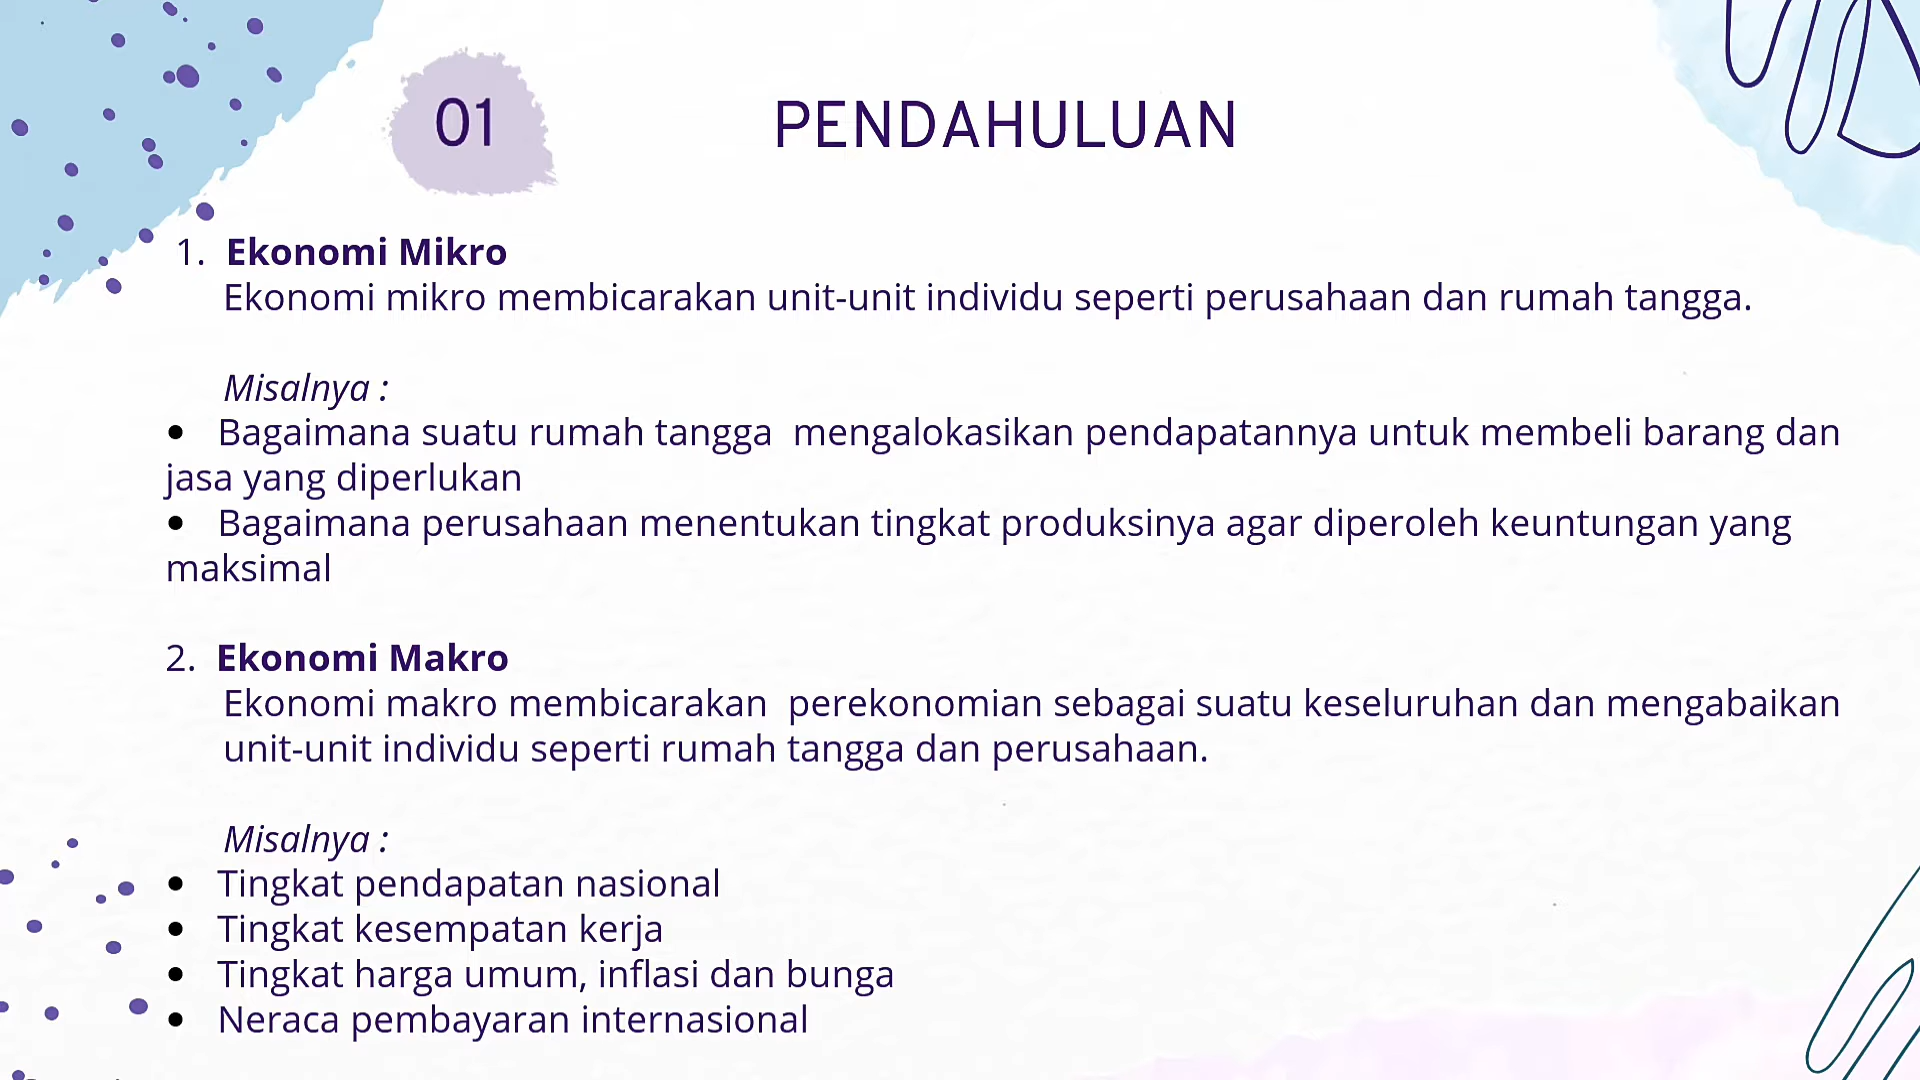 01
PENDAHULUAN
1. Ekonomi Mikro
Ekonomi mikro membicarakan unit-unit individu seperti perusahaan dan rumah tangga.
Misalnya :
• Bagaimana suatu rumah tangga  mengalokasikan pendapatannya untuk membeli barang dan
jasa yang diperlukan
• Bagaimana perusahaan menentukan tingkat produksinya agar diperoleh keuntungan yang
maksimal
2. Ekonomi Makro
Ekonomi makro membicarakan  perekonomian sebagai suatu keseluruhan dan mengabaikan
unit-unit individu seperti rumah tangga dan perusahaan.
Misalnya :
• Tingkat pendapatan nasional
• Tingkat kesempatan kerja
• Tingkat harga umum, inflasi dan bunga
• Neraca pembayaran internasional